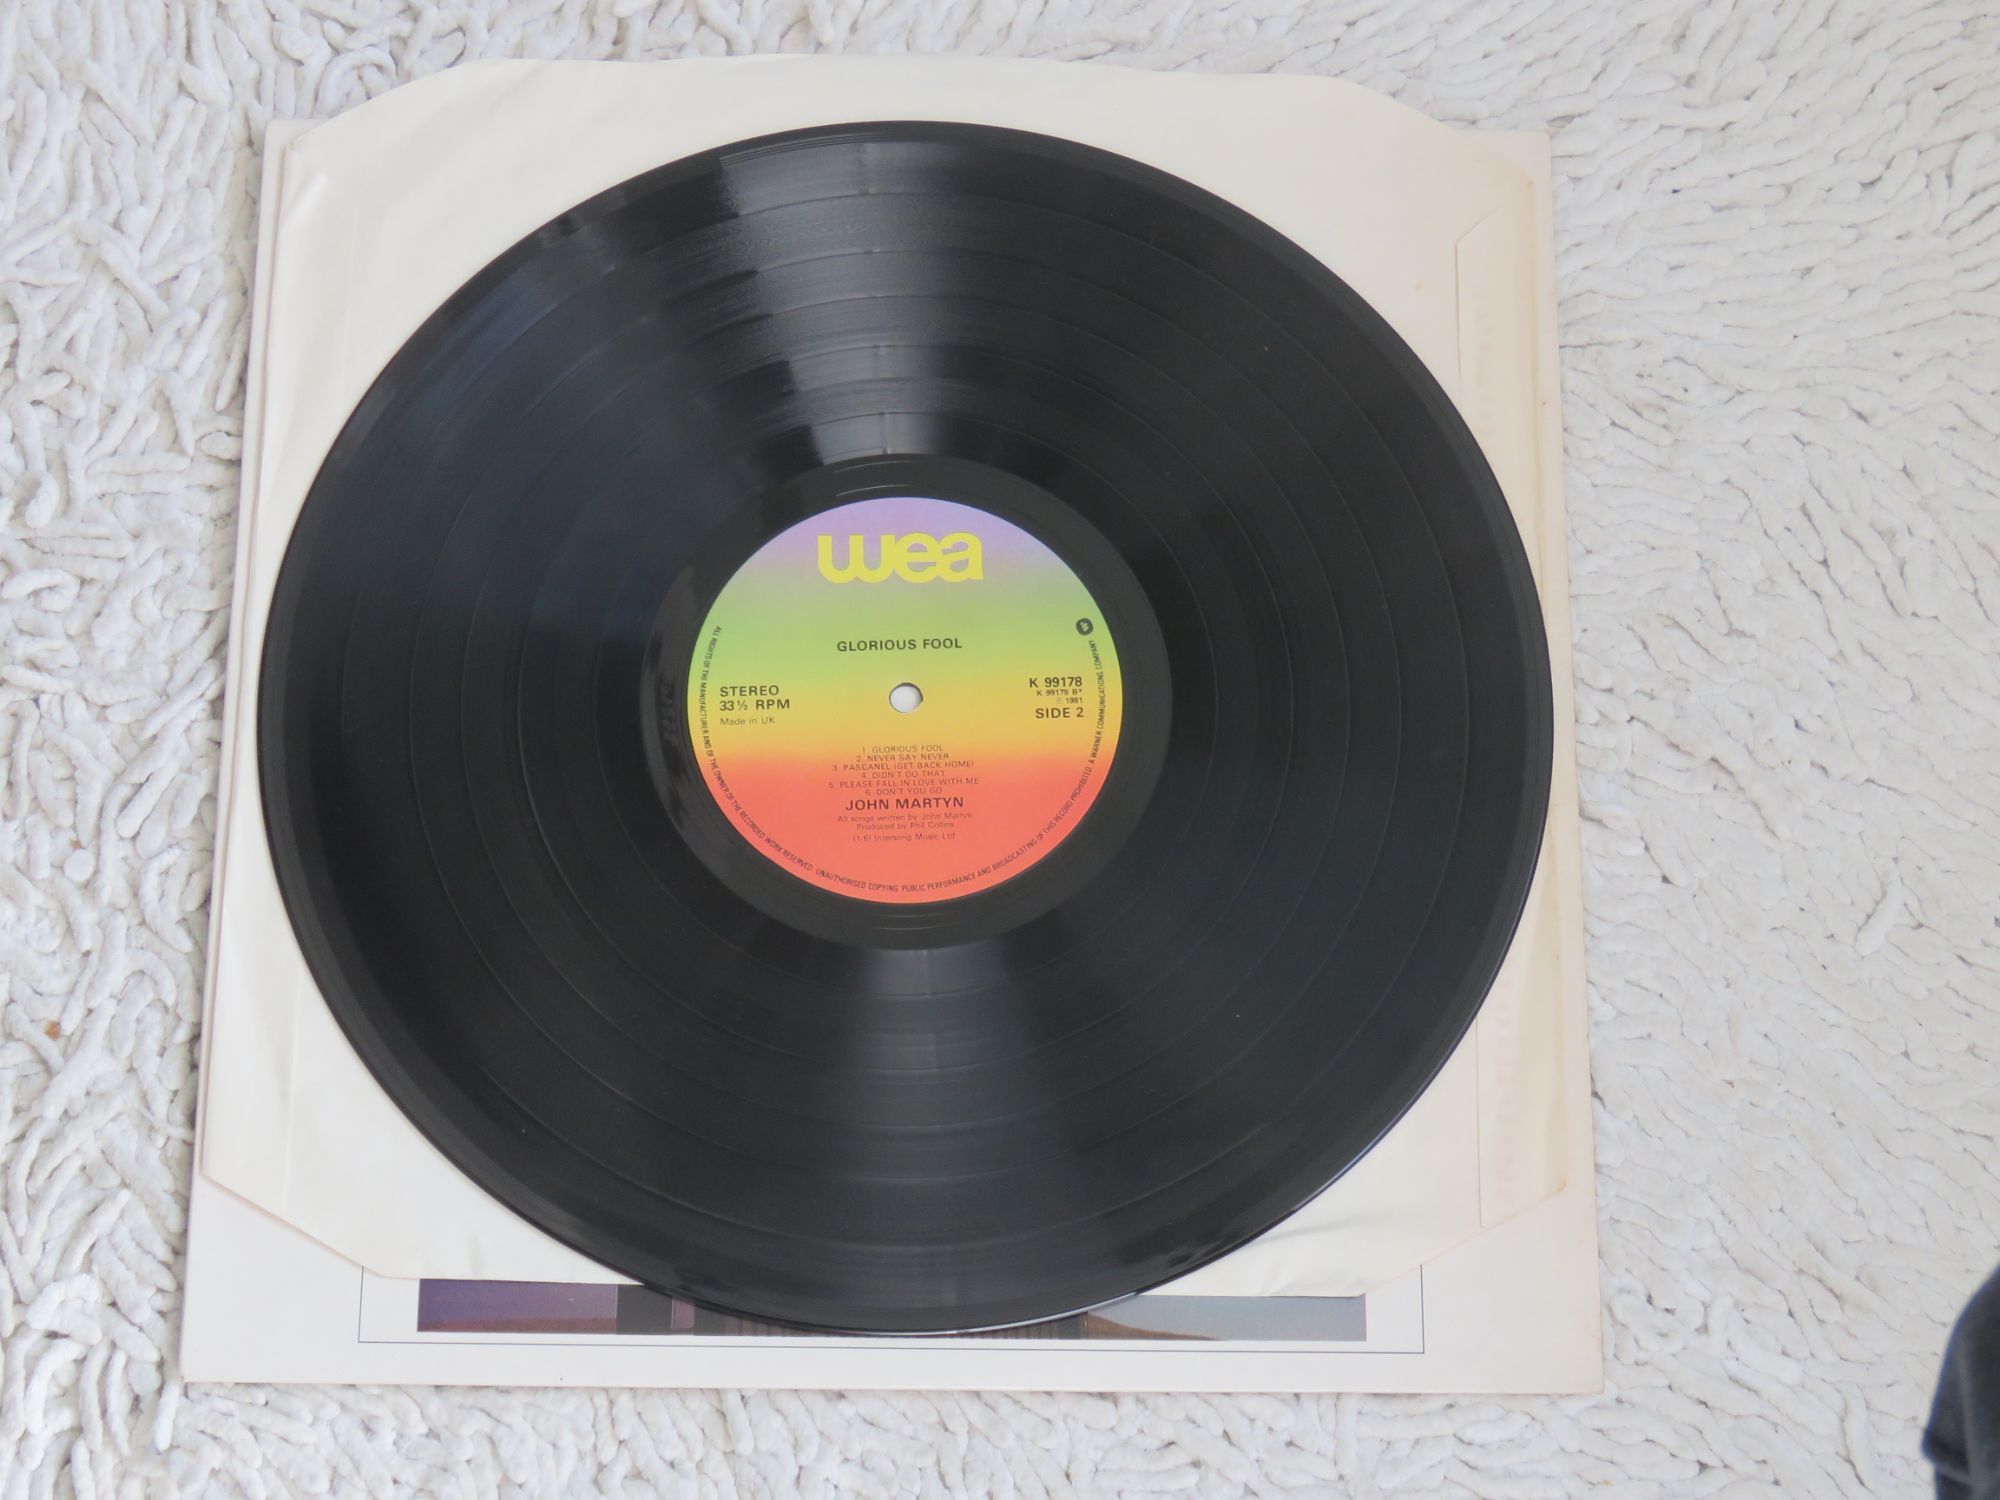 wea
GLORIOUS FOOL
STEREO
33⅓ RPM
Made in UK
K 99178
K 99178 B*
℗ 1981
SIDE 2
1. GLORIOUS FOOL
2. NEVER SAY NEVER
3. PASCANEL (GET BACK HOME)
4. DIDN'T DO THAT
5. PLEASE FALL IN LOVE WITH ME
6. DON'T YOU GO
JOHN MARTYN
All songs written by John Martyn
Produced by Phil Collins
(1-6) Intersong Music Ltd
ALL RIGHTS OF THE MANUFACTURER AND OF THE OWNER OF THE RECORDED WORK RESERVED UNAUTHORISED COPYING PUBLIC PERFORMANCE AND BROADCASTING OF THIS RECORD PROHIBITED A WARNER COMMUNICATIONS COMPANY